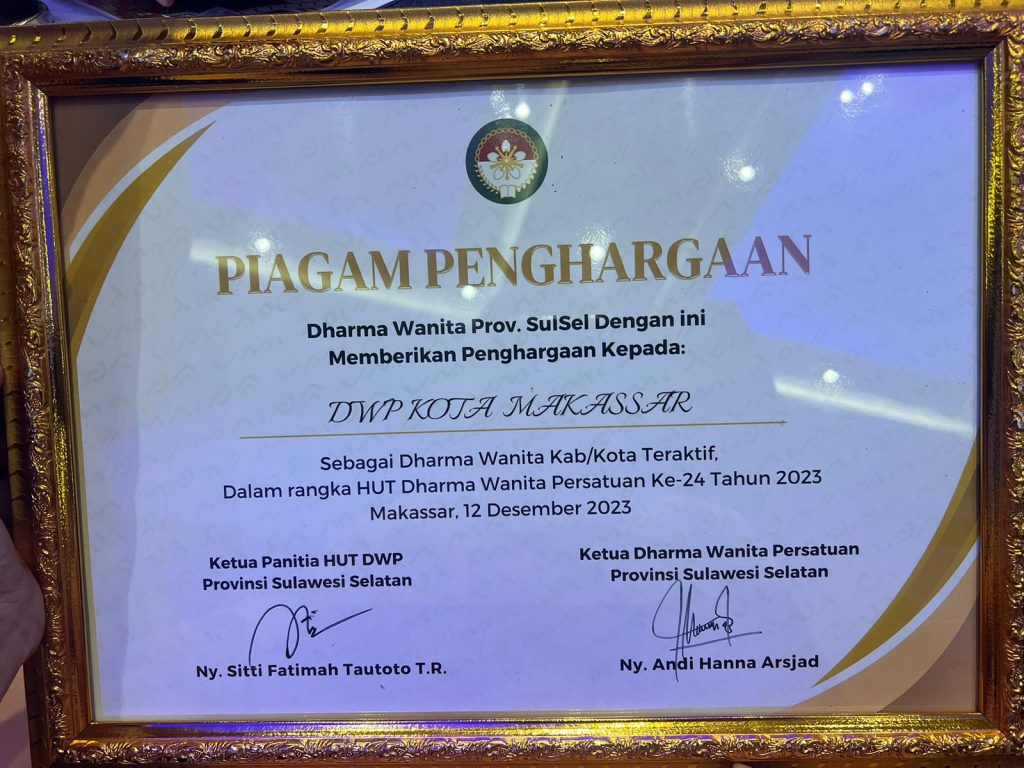 PIAGAM PENGHARGAAN
Dharma Wanita Prov. SulSel Dengan ini
Memberikan Penghargaan Kepada:
DWP KOTA MAKASSAR
Sebagai Dharma Wanita Kab/Kota Teraktif,
Dalam rangka HUT Dharma Wanita Persatuan Ke-24 Tahun 2023
Makassar, 12 Desember 2023
Ketua Panitia HUT DWP
Provinsi Sulawesi Selatan
Ny. Sitti Fatimah Tautoto T.R.
Ketua Dharma Wanita Persatuan
Provinsi Sulawesi Selatan
Ny. Andi Hanna Arsjad